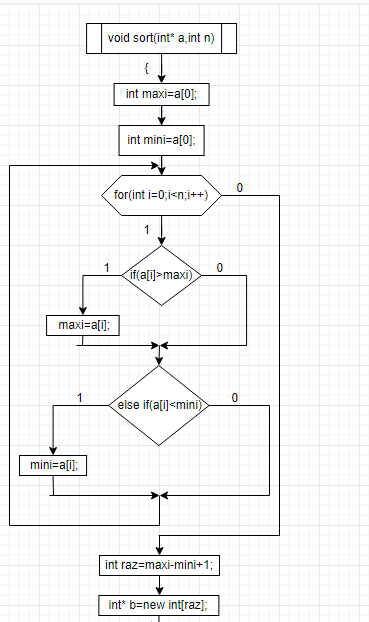 void sort(int* a,int n)
{
int maxi=a[0];
int mini=a[0];
for(int i=0;i<n;i++)
0
1
if(a[i]>maxi)
1
0
maxi=a[i];
else if(a[i]<mini)
1
0
mini=a[i];
int raz=maxi-mini+1;
int* b=new int[raz];